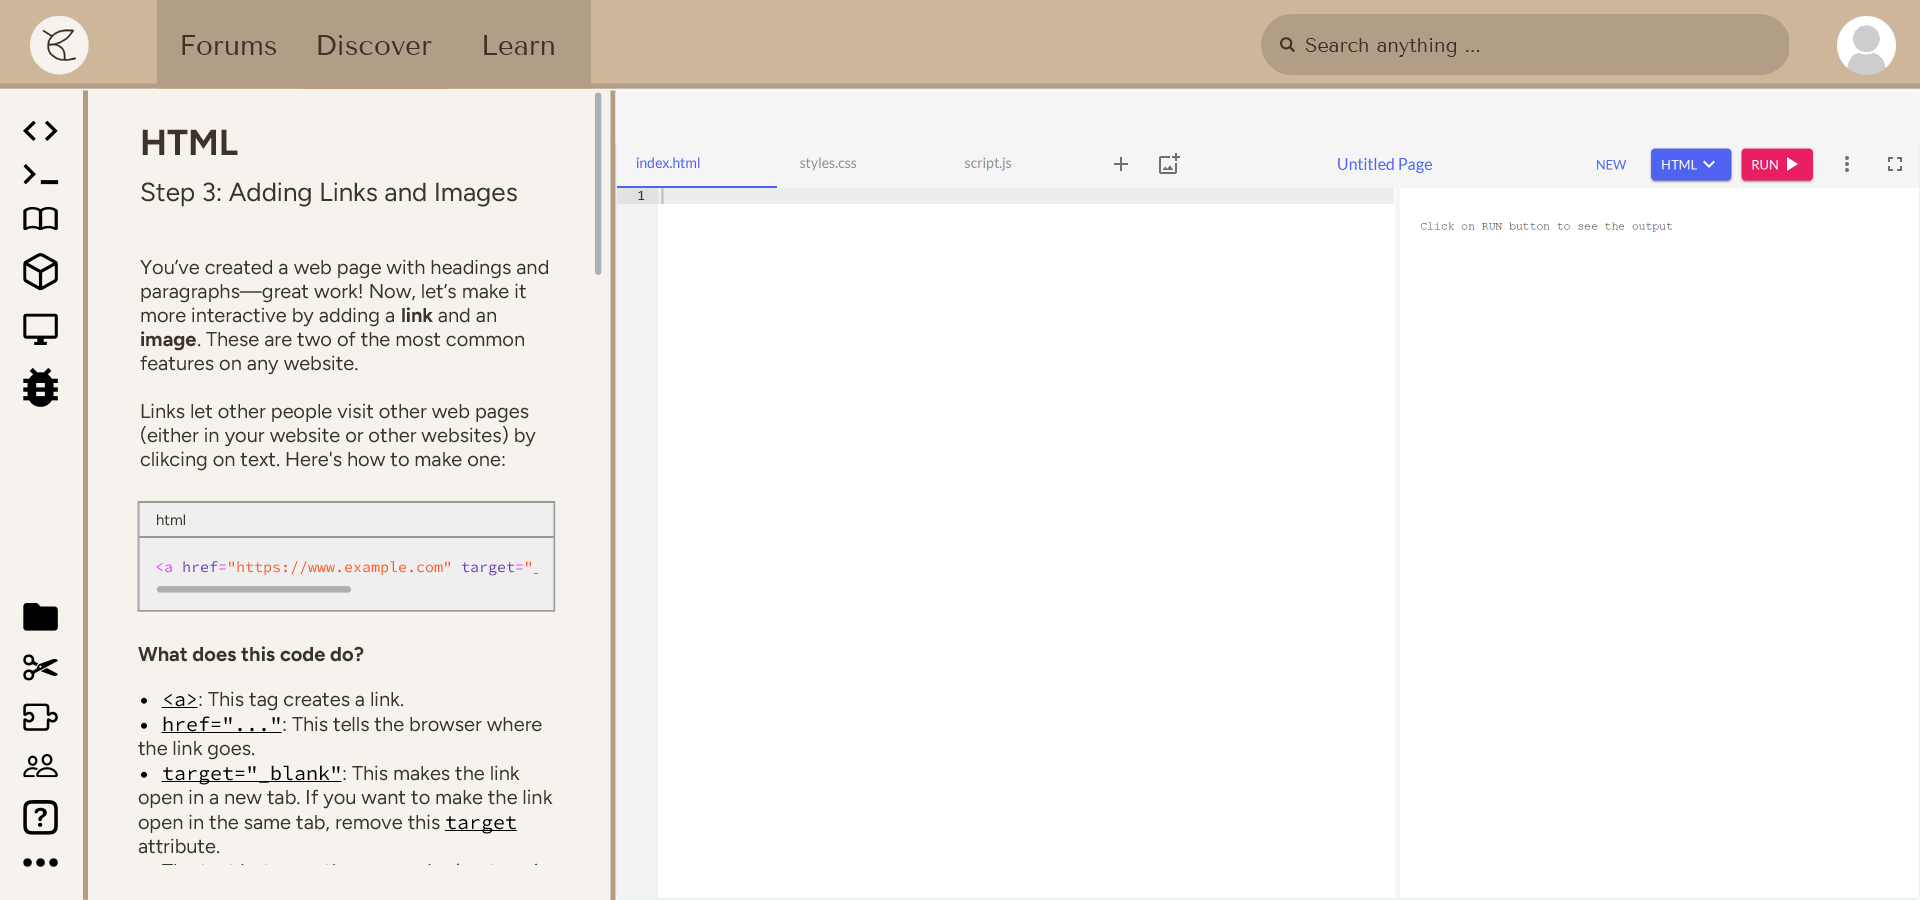 Forums Discover Learn
Search anything ...
HTML
Step 3: Adding Links and Images
You’ve created a web page with headings and
paragraphs—great work! Now, let’s make it
more interactive by adding a link and an
image. These are two of the most common
features on any website.
Links let other people visit other web pages
(either in your website or other websites) by
clikcing on text. Here's how to make one:
html
<a href="https://www.example.com" target="_
What does this code do?
• <a>: This tag creates a link.
• href="...": This tells the browser where
the link goes.
• target="_blank": This makes the link
open in a new tab. If you want to make the link
open in the same tab, remove this target
attribute.
index.html styles.css script.js Untitled Page NEW HTML RUN
1
Click on RUN button to see the output